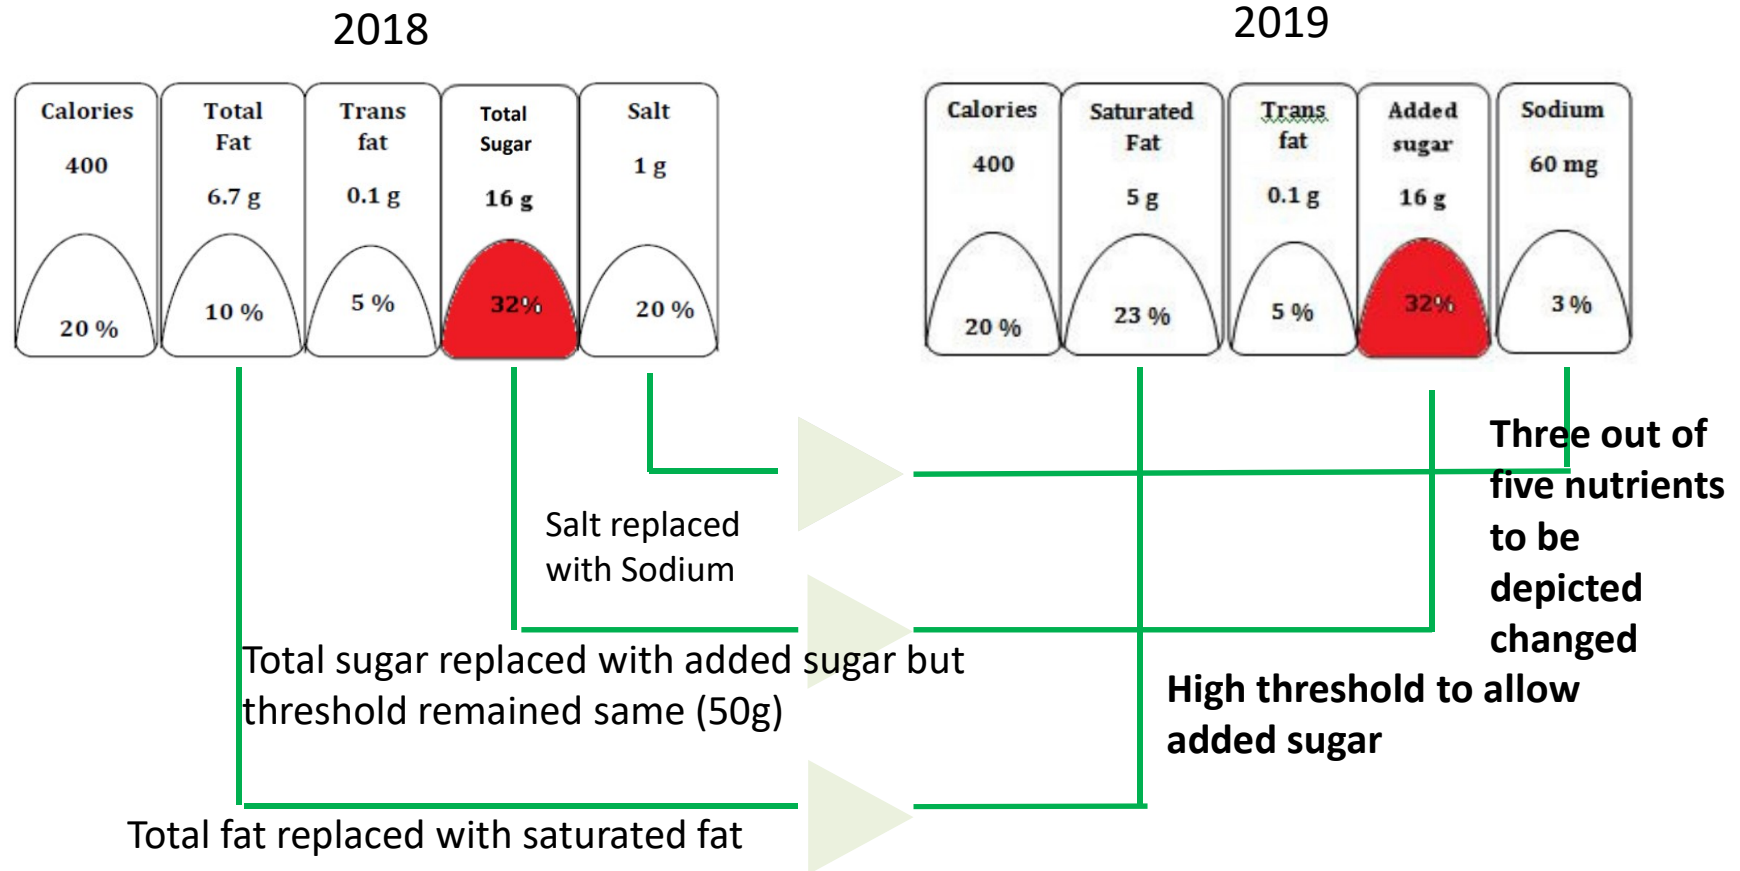 2018
Calories
400
20 %
Total
Fat
6.7 g
10 %
Trans
fat
0.1 g
5 %
Total
Sugar
16 g
32%
Salt
1 g
20 %
2019
Calories
400
20 %
Saturated
Fat
5 g
23 %
Trans
fat
0.1 g
5 %
Added
sugar
16 g
32%
Sodium
60 mg
3 %
Salt replaced
with Sodium
Total sugar replaced with added sugar but
threshold remained same (50g)
Total fat replaced with saturated fat
Three out of
five nutrients
to be
depicted
changed
High threshold to allow
added sugar